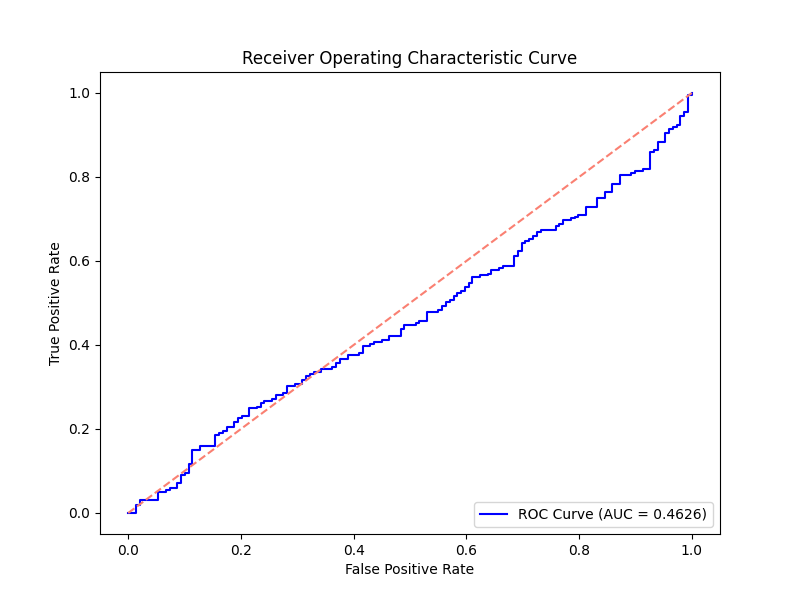 Receiver Operating Characteristic Curve
1.0
0.8
0.6
0.4
0.2
0.0
True Positive Rate
ROC Curve (AUC = 0.4626)
0.0 0.2 0.4 0.6 0.8 1.0
False Positive Rate